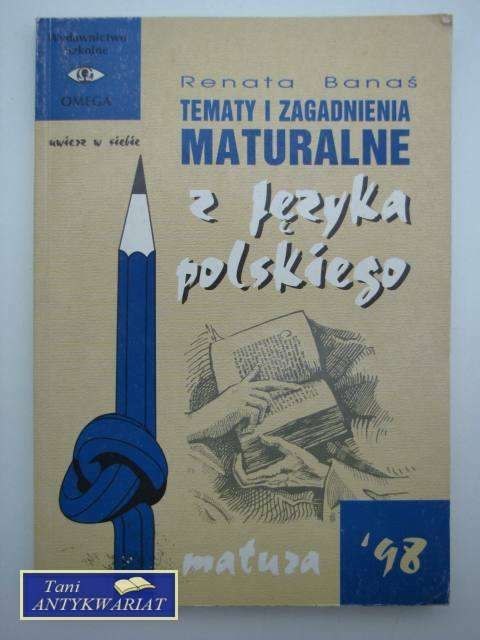 Wydawnictwo
Szkolne
OMEGA
uwierz w siebie
Renata Banaś
TEMATY I ZAGADNIENIA
MATURALNE
z języka
polskiego
matura '98
Tani
ANTYKWARIAT